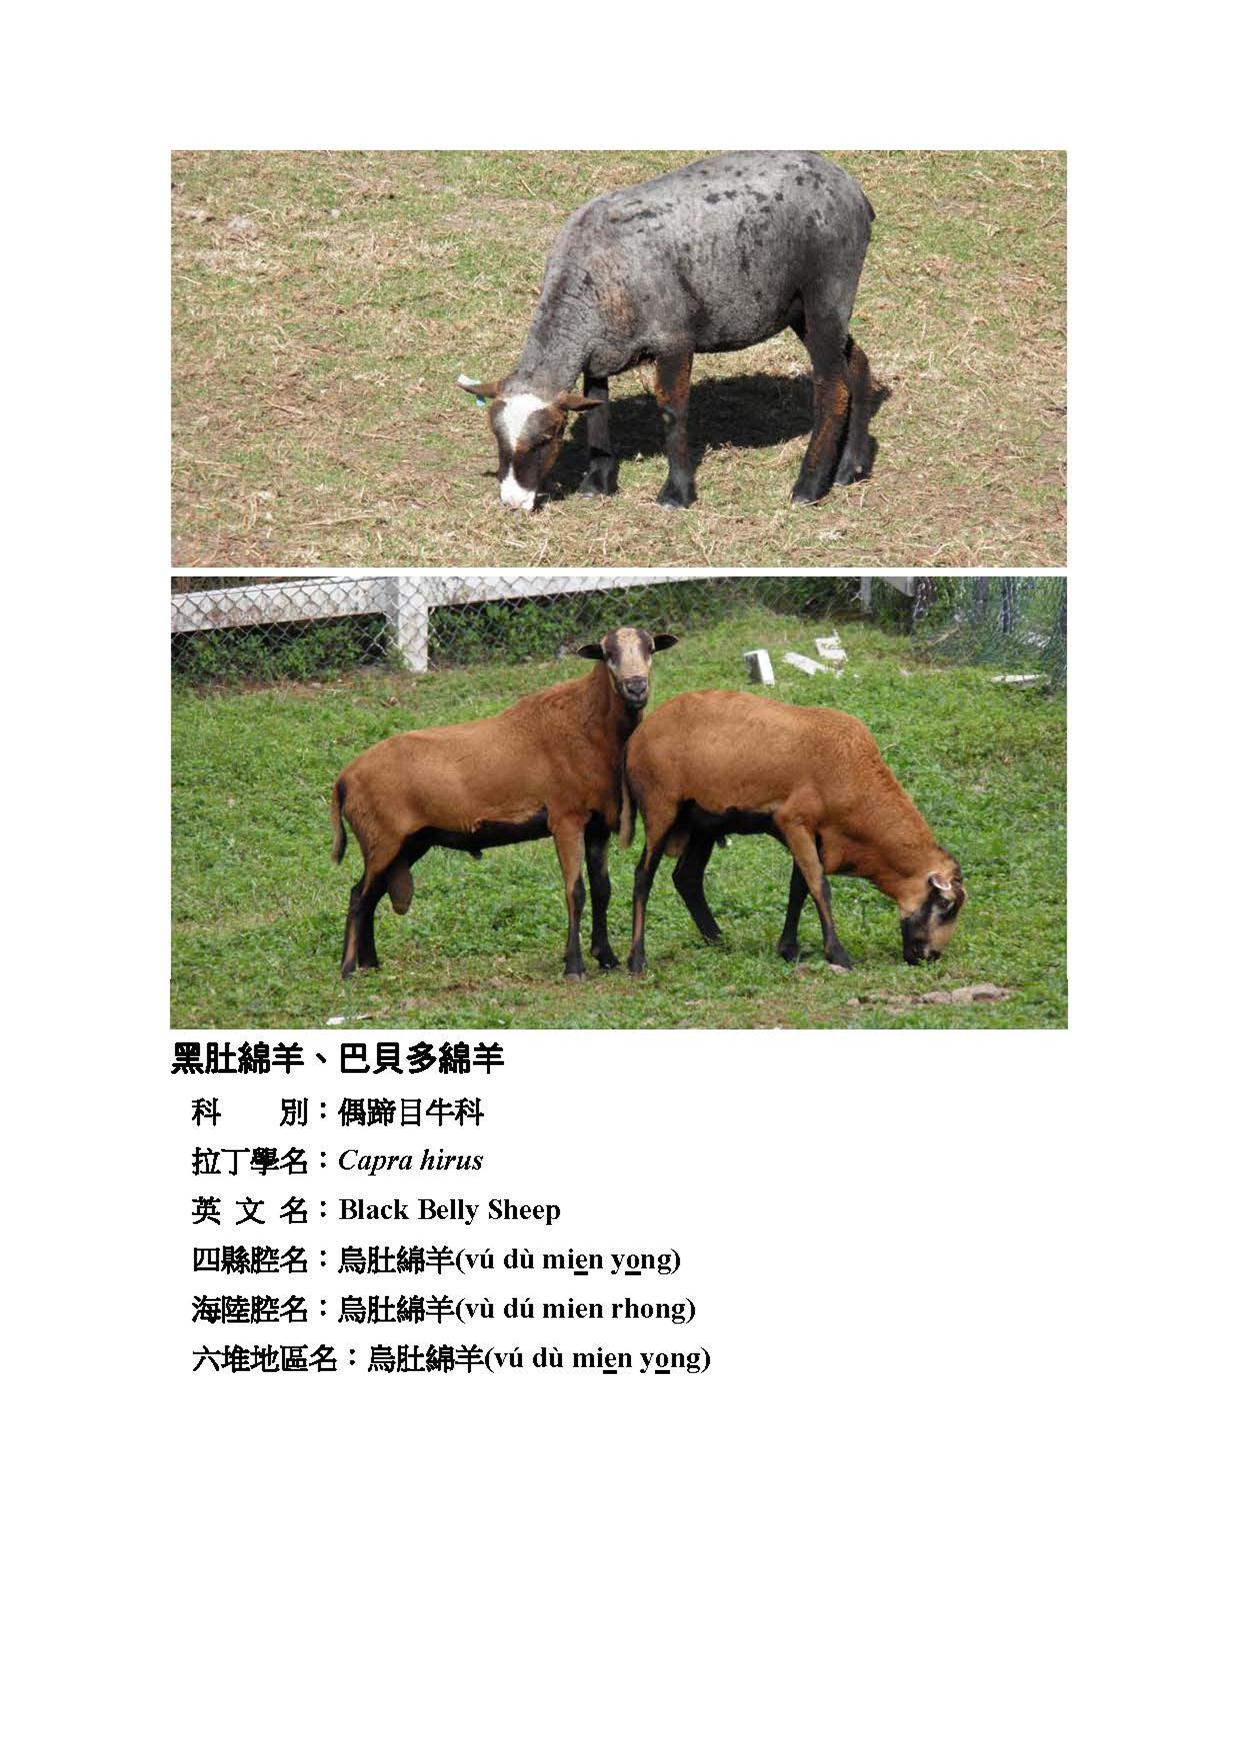 黑肚綿羊、巴貝多綿羊
科　　別：偶蹄目牛科
拉丁學名：Capra hirus
英 文 名：Black Belly Sheep
四縣腔名：烏肚綿羊(vú dù mien yong)
海陸腔名：烏肚綿羊(vù dú mien rhong)
六堆地區名：烏肚綿羊(vú dù mien yong)